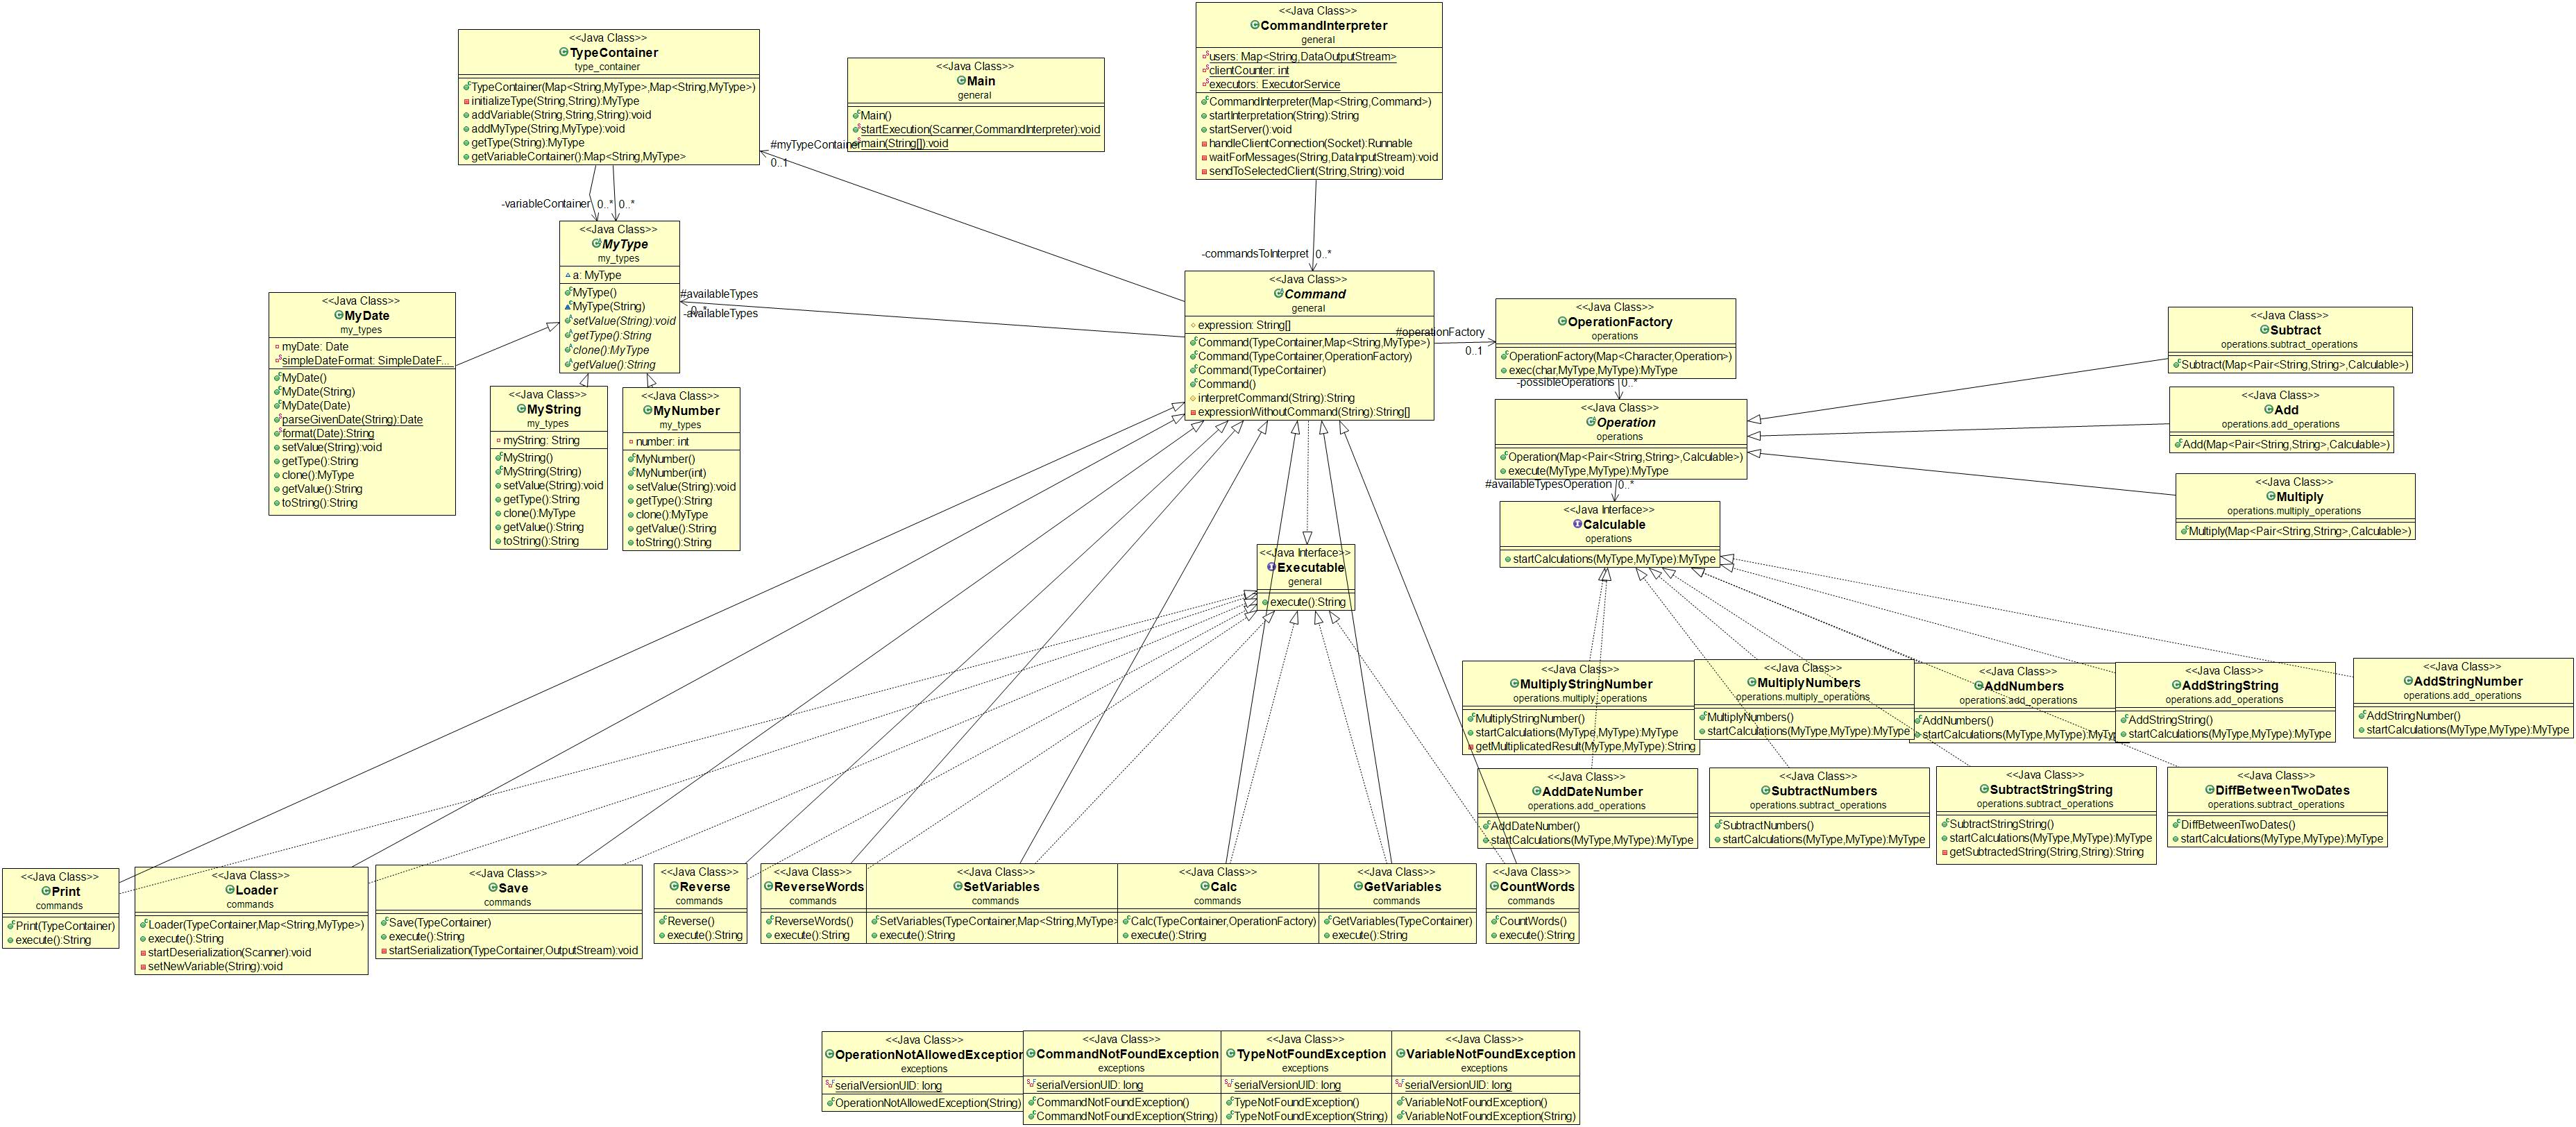 <<Java Class>>
TypeContainer
type_container
TypeContainer(Map<String,MyType>,Map<String,MyType>)
initializeType(String,String):MyType
addVariable(String,String,String):void
addMyType(String,MyType):void
getType(String):MyType
getVariableContainer():Map<String,MyType>
<<Java Class>>
Main
general
Main()
startExecution(Scanner,CommandInterpreter):void
main(String[]):void
<<Java Class>>
CommandInterpreter
general
users: Map<String,DataOutputStream>
clientCounter: int
executors: ExecutorService
CommandInterpreter(Map<String,Command>)
startInterpretation(String):String
startServer():void
handleClientConnection(Socket):Runnable
waitForMessages(String,DataInputStream):void
sendToSelectedClient(String,String):void
#myTypeContainer
0..1
-variableContainer
0..*
0..*
-commandsToInterpret
0..*
<<Java Class>>
MyType
my_types
a: MyType
MyType()
MyType(String)
setValue(String):void
getType():String
clone():MyType
getValue():String
#availableTypes
0..*
-availableTypes
<<Java Class>>
MyDate
my_types
myDate: Date
simpleDateFormat: SimpleDateF...
MyDate()
MyDate(String)
MyDate(Date)
parseGivenDate(String):Date
format(Date):String
setValue(String):void
getType():String
clone():MyType
getValue():String
toString():String
<<Java Class>>
MyString
my_types
myString: String
MyString()
MyString(String)
setValue(String):void
getType():String
clone():MyType
getValue():String
toString():String
<<Java Class>>
MyNumber
my_types
number: int
MyNumber()
MyNumber(int)
setValue(String):void
getType():String
clone():MyType
getValue():String
toString():String
<<Java Class>>
Command
general
expression: String[]
Command(TypeContainer,Map<String,MyType>)
Command(TypeContainer,OperationFactory)
Command(TypeContainer)
Command()
interpretCommand(String):String
expressionWithoutCommand(String):String[]
#operationFactory
0..1
<<Java Class>>
OperationFactory
operations
OperationFactory(Map<Character,Operation>)
exec(char,MyType,MyType):MyType
-possibleOperations
0..*
<<Java Class>>
Operation
operations
Operation(Map<Pair<String,String>,Calculable>)
execute(MyType,MyType):MyType
#availableTypesOperation
0..*
<<Java Interface>>
Calculable
operations
startCalculations(MyType,MyType):MyType
<<Java Class>>
Subtract
operations.subtract_operations
Subtract(Map<Pair<String,String>,Calculable>)
<<Java Class>>
Add
operations.add_operations
Add(Map<Pair<String,String>,Calculable>)
<<Java Class>>
Multiply
operations.multiply_operations
Multiply(Map<Pair<String,String>,Calculable>)
<<Java Interface>>
Executable
general
execute():String
<<Java Class>>
MultiplyStringNumber
operations.multiply_operations
MultiplyStringNumber()
startCalculations(MyType,MyType):MyType
getMultiplicatedResult(MyType,MyType):String
<<Java Class>>
MultiplyNumbers
operations.multiply_operations
MultiplyNumbers()
startCalculations(MyType,MyType):MyType
<<Java Class>>
AddNumbers
operations.add_operations
AddNumbers()
startCalculations(MyType,MyType):MyTyp
<<Java Class>>
AddStringString
operations.add_operations
AddStringString()
startCalculations(MyType,MyType):MyType
<<Java Class>>
AddStringNumber
operations.add_operations
AddStringNumber()
startCalculations(MyType,MyType):MyType
<<Java Class>>
AddDateNumber
operations.add_operations
AddDateNumber()
startCalculations(MyType,MyType):MyType
<<Java Class>>
SubtractNumbers
operations.subtract_operations
SubtractNumbers()
startCalculations(MyType,MyType):MyType
<<Java Class>>
SubtractStringString
operations.subtract_operations
SubtractStringString()
startCalculations(MyType,MyType):MyType
getSubtractedString(String,String):String
<<Java Class>>
DiffBetweenTwoDates
operations.subtract_operations
DiffBetweenTwoDates()
startCalculations(MyType,MyType):MyType
<<Java Class>>
Print
commands
Print(TypeContainer)
execute():String
<<Java Class>>
Loader
commands
Loader(TypeContainer,Map<String,MyType>)
execute():String
startDeserialization(Scanner):void
setNewVariable(String):void
<<Java Class>>
Save
commands
Save(TypeContainer)
execute():String
startSerialization(TypeContainer,OutputStream):void
<<Java Class>>
Reverse
commands
Reverse()
execute():String
<<Java Class>>
ReverseWords
commands
ReverseWords()
execute():String
<<Java Class>>
SetVariables
commands
SetVariables(TypeContainer,Map<String,MyType>
execute():String
<<Java Class>>
Calc
commands
Calc(TypeContainer,OperationFactory)
execute():String
<<Java Class>>
GetVariables
commands
GetVariables(TypeContainer)
execute():String
<<Java Class>>
CountWords
commands
CountWords()
execute():String
<<Java Class>>
OperationNotAllowedException
exceptions
serialVersionUID: long
OperationNotAllowedException(String)
<<Java Class>>
CommandNotFoundException
exceptions
serialVersionUID: long
CommandNotFoundException()
CommandNotFoundException(String)
<<Java Class>>
TypeNotFoundException
exceptions
serialVersionUID: long
TypeNotFoundException()
TypeNotFoundException(String)
<<Java Class>>
VariableNotFoundException
exceptions
serialVersionUID: long
VariableNotFoundException()
VariableNotFoundException(String)